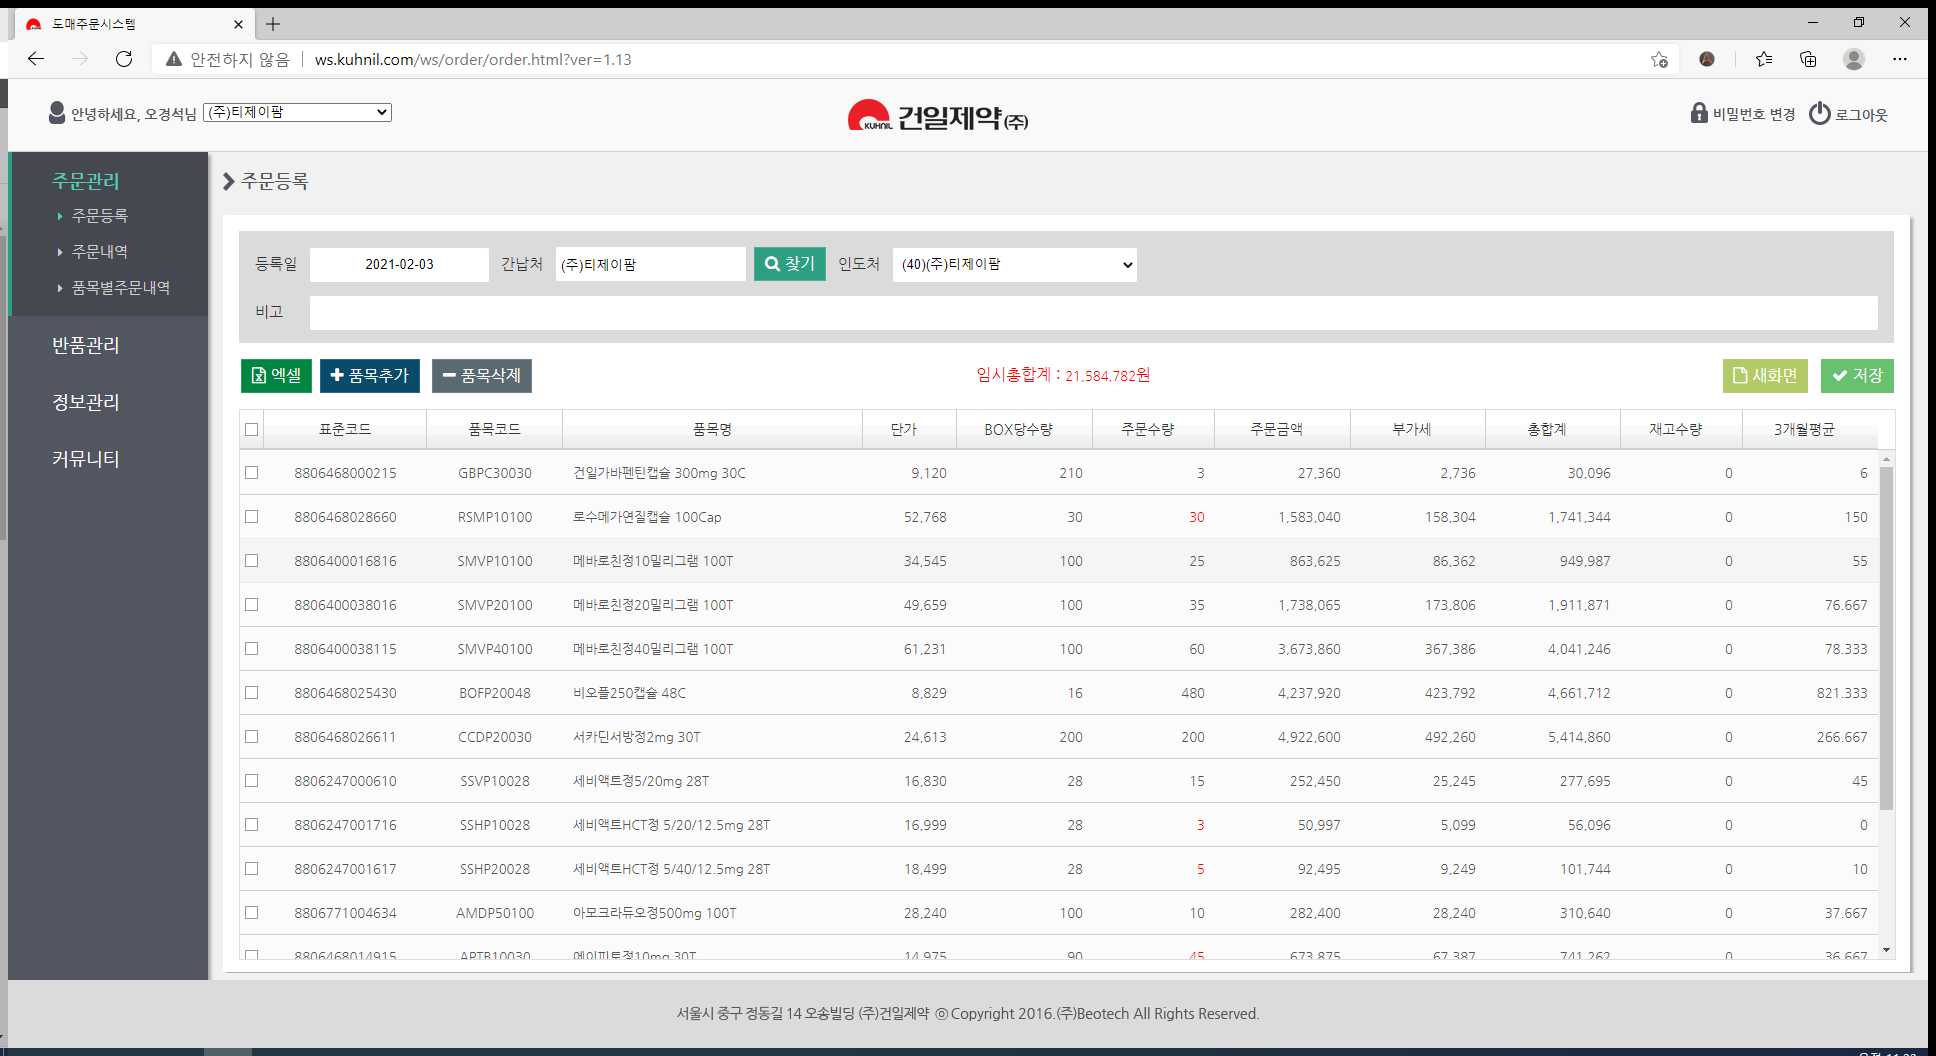 도매주문시스템
안전하지 않음 ws.kuhnil.com/ws/order/order.html?ver=1.13
안녕하세요, 오경석님 (주)티제이팜
KUHNIL 건일제약(주)
비밀번호 변경 로그아웃
주문관리
주문등록
주문내역
품목별주문내역
반품관리
정보관리
커뮤니티
주문등록
등록일 2021-02-03 간납처 (주)티제이팜 찾기 인도처 (40)(주)티제이팜
비고
엑셀 품목추가 품목삭제 임시총합계 : 21,584,782원 새화면 저장
표준코드 품목코드 품목명 단가 BOX당수량 주문수량 주문금액 부가세 총합계 재고수량 3개월평균
8806468000215 GBPC30030 건일가바펜틴캡슐 300mg 30C 9,120 210 3 27,360 2,736 30,096 0 6
8806468028660 RSMP10100 로수메가연질캡슐 100Cap 52,768 30 30 1,583,040 158,304 1,741,344 0 150
8806400016816 SMVP10100 메바로친정10밀리그램 100T 34,545 100 25 863,625 86,362 949,987 0 55
8806400038016 SMVP20100 메바로친정20밀리그램 100T 49,659 100 35 1,738,065 173,806 1,911,871 0 76.667
8806400038115 SMVP40100 메바로친정40밀리그램 100T 61,231 100 60 3,673,860 367,386 4,041,246 0 78.333
8806468025430 BOFP20048 비오플250캡슐 48C 8,829 16 480 4,237,920 423,792 4,661,712 0 821.333
8806468026611 CCDP20030 서카딘서방정2mg 30T 24,613 200 200 4,922,600 492,260 5,414,860 0 266.667
8806247000610 SSVP10028 세비액트정5/20mg 28T 16,830 28 15 252,450 25,245 277,695 0 45
8806247001716 SSHP10028 세비액트HCT정 5/20/12.5mg 28T 16,999 28 3 50,997 5,099 56,096 0 0
8806247001617 SSHP20028 세비액트HCT정 5/40/12.5mg 28T 18,499 28 5 92,495 9,249 101,744 0 10
8806771004634 AMDP50100 아모크라듀오정500mg 100T 28,240 100 10 282,400 28,240 310,640 0 37.667
8806468014915 APTB10030 에이피토정10mg 30T 14,975 90 45 673,875 67,387 741,262 0 36.667
서울시 중구 정동길 14 오송빌딩 (주)건일제약 ⓒ Copyright 2016.(주)Beotech All Rights Reserved.